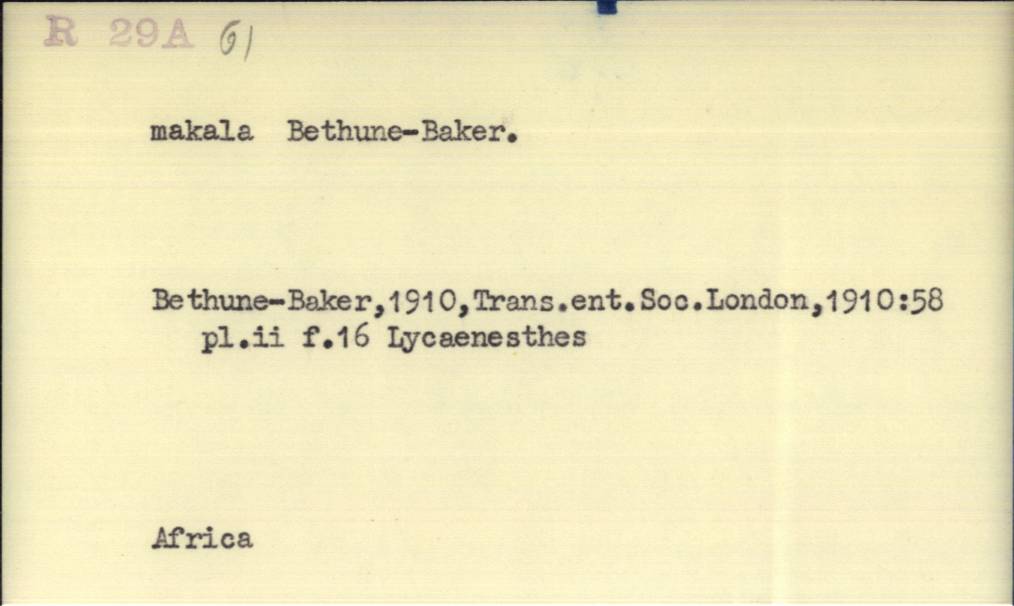 R 29A 61
makala Bethune-Baker.
Bethune-Baker,1910,Trans.ent.Soc.London,1910:58
pl.ii f.16 Lycaenesthes
Africa